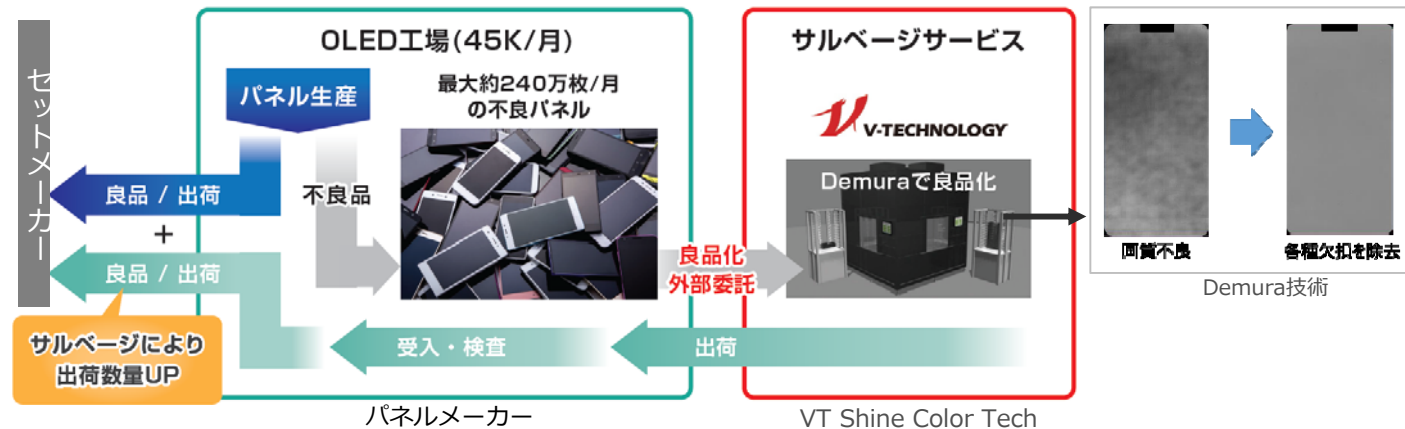 セットメーカー
OLED工場(45K/月)
パネル生産
最大約240万枚/月
の不良パネル
良品 / 出荷
不良品
+
良品 / 出荷
サルベージにより
出荷数量UP
受入・検査
パネルメーカー
良品化
外部委託
サルベージサービス
V-TECHNOLOGY
Demuraで良品化
出荷
VT Shine Color Tech
画質不良
各種欠陥を除去
Demura技術